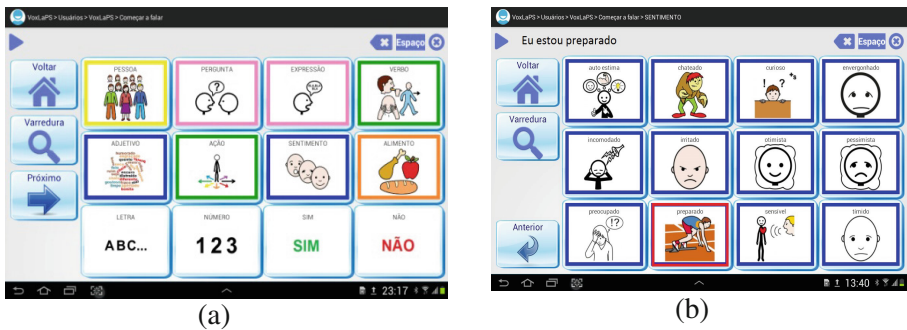 VoxLaPS > Usuários > VoxLaPS > Começar a falar
Espaço
Voltar
PESSOA
PERGUNTA
EXPRESSÃO
VERBO
Varredura
ADJETIVO
AÇÃO
SENTIMENTO
ALIMENTO
Próximo
LETRA
NÚMERO
SIM
NÃO
ABC...
123
SIM
NÃO
23:17
(a)
VoxLaPS > Usuários > VoxLaPS > Começar a falar > SENTIMENTO
Eu estou preparado
Espaço
Voltar
auto estima
chateado
curioso
envergonhado
Varredura
incomodado
irritado
otimista
pessimista
Anterior
preocupado
preparado
sensivel
timido
13:40
(b)